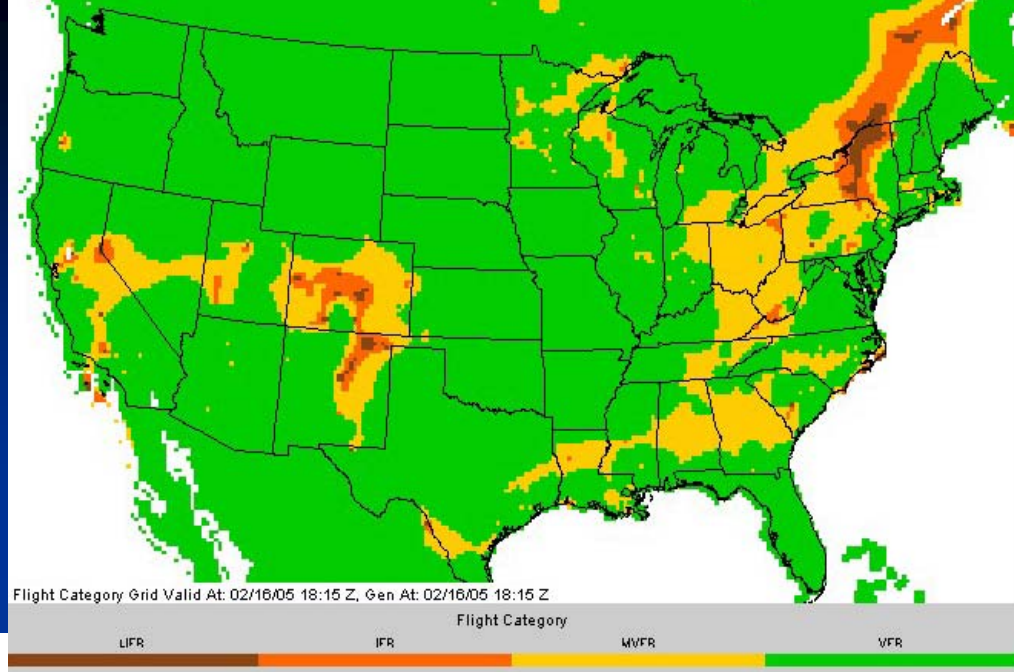 Flight Category Grid Valid At: 02/16/05 18:15 Z, Gen At: 02/16/05 18:15 Z
Flight Category
LIFR IFR MVFR VFR